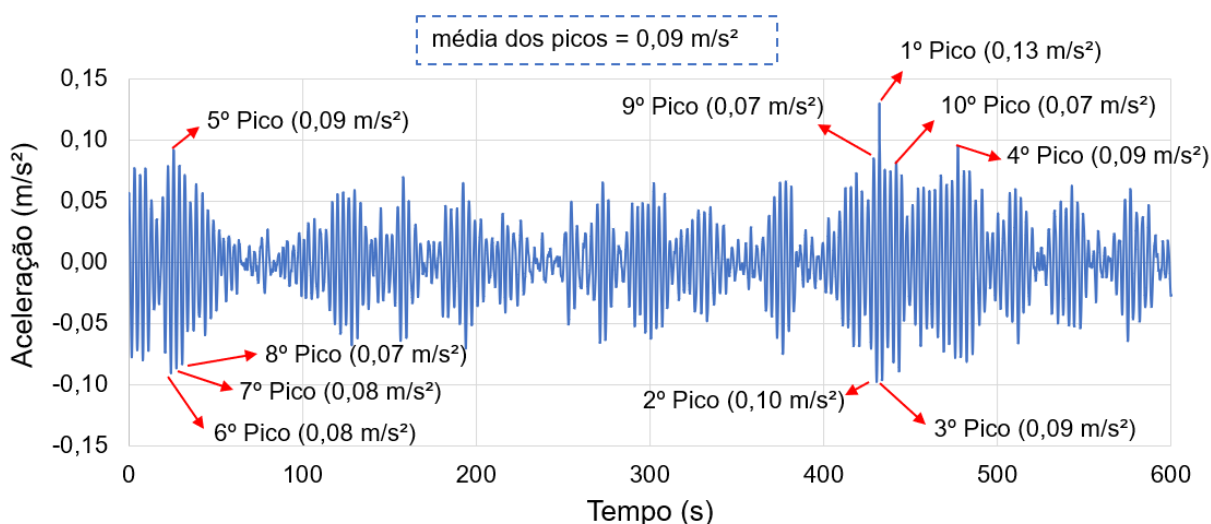 média dos picos = 0,09 m/s²
1º Pico (0,13 m/s²)
9º Pico (0,07 m/s²)
10º Pico (0,07 m/s²)
5º Pico (0,09 m/s²)
4º Pico (0,09 m/s²)
0,15
0,10
0,05
0,00
-0,05
-0,10
-0,15
Aceleração (m/s²)
8º Pico (0,07 m/s²)
7º Pico (0,08 m/s²)
6º Pico (0,08 m/s²)
2º Pico (0,10 m/s²)
3º Pico (0,09 m/s²)
0 100 200 300 400 500 600
Tempo (s)